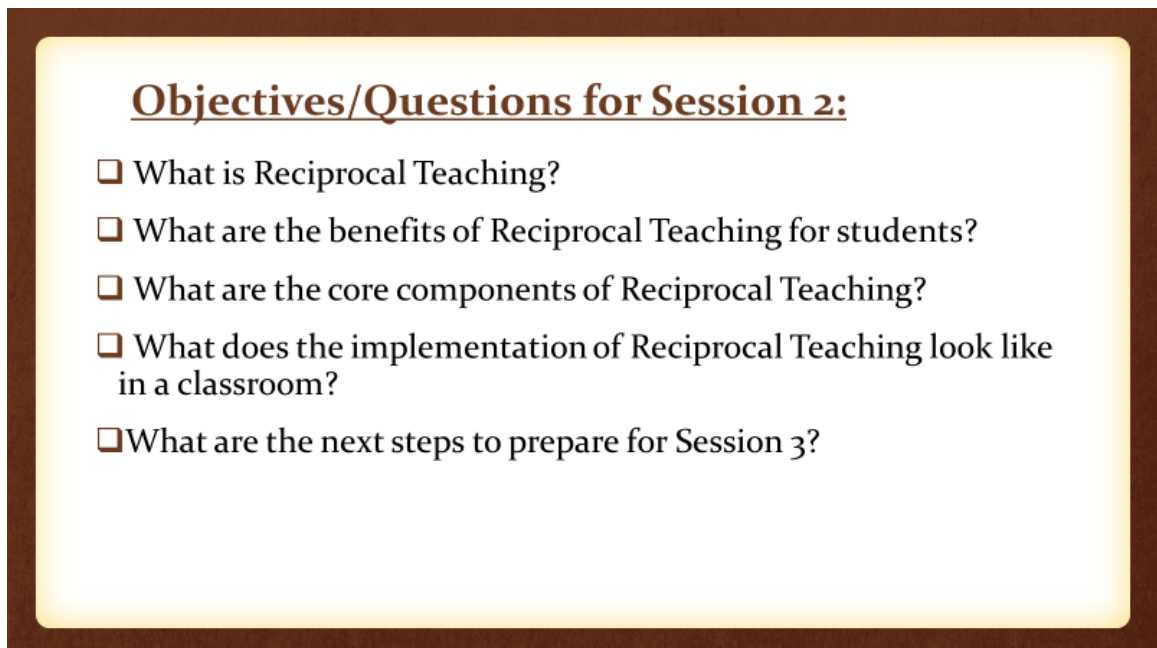 Objectives/Questions for Session 2:
❑ What is Reciprocal Teaching?
❑ What are the benefits of Reciprocal Teaching for students?
❑ What are the core components of Reciprocal Teaching?
❑ What does the implementation of Reciprocal Teaching look like
in a classroom?
❑What are the next steps to prepare for Session 3?